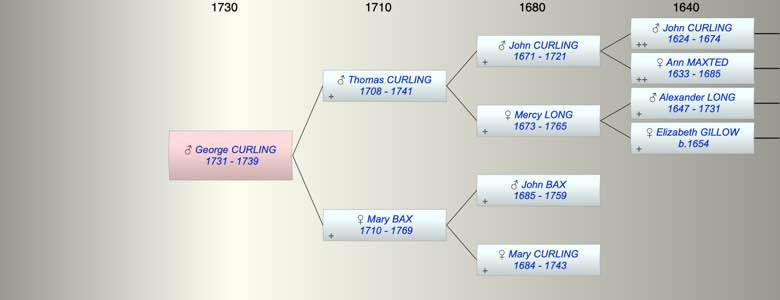 1730
1710
1680
1640
♂ John CURLING
1624 - 1674
++
♂ John CURLING
1671 - 1721
+
♀ Ann MAXTED
1633 - 1685
++
♂ Thomas CURLING
1708 - 1741
+
♂ Alexander LONG
1647 - 1731
+
♀ Mercy LONG
1673 - 1765
+
♀ Elizabeth GILLOW
b.1654
+
♂ George CURLING
1731 - 1739
♂ John BAX
1685 - 1759
+
♀ Mary BAX
1710 - 1769
+
♀ Mary CURLING
1684 - 1743
+